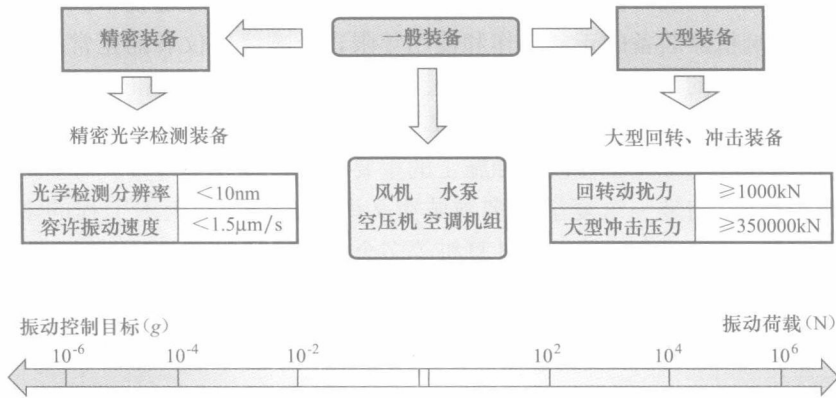 精密装备
一般装备
大型装备
精密光学检测装备
大型回转、冲击装备
光学检测分辨率 <10nm
容许振动速度 <1.5μm/s
风机 水泵
空压机 空调机组
回转动扰力 ≥1000kN
大型冲击压力 ≥350000kN
振动控制目标(g)
振动荷载(N)
10⁻⁶ 10⁻⁴ 10⁻² 10² 10⁴ 10⁶